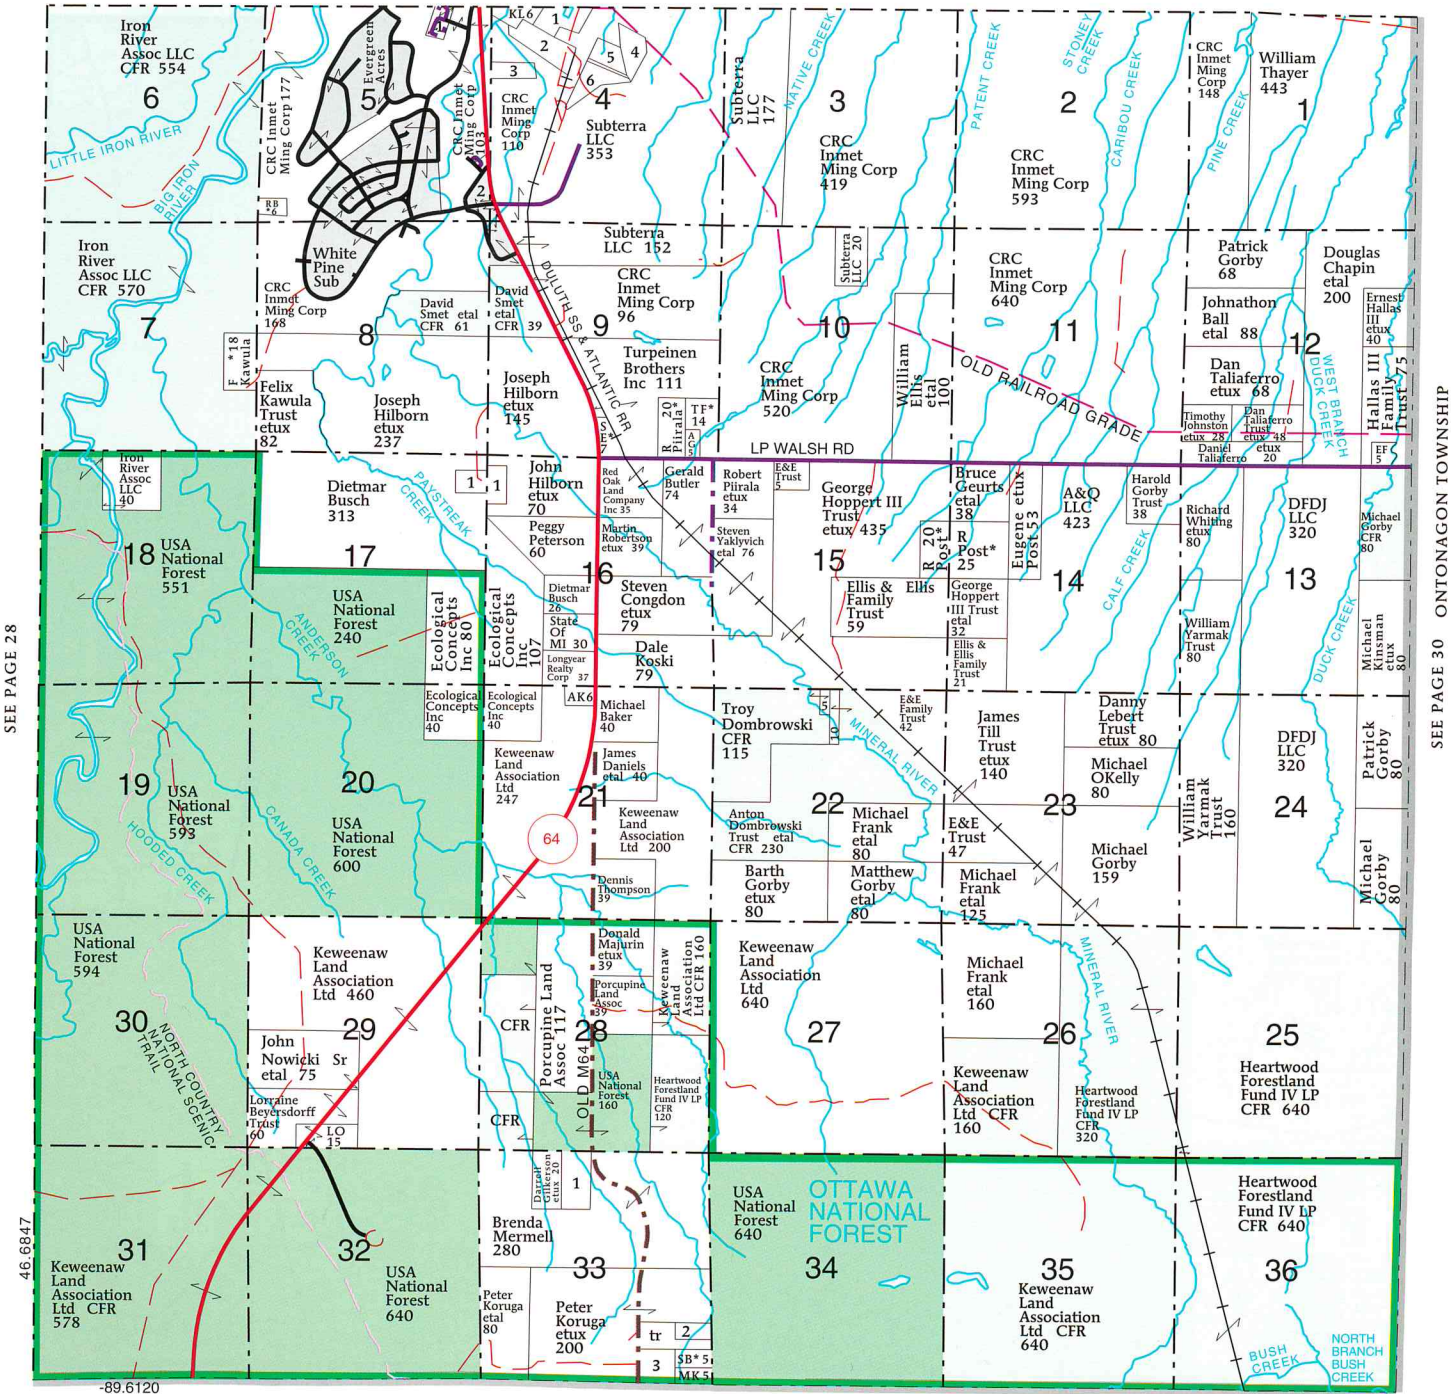 Iron
River
Assoc LLC
CFR 554
6
LITTLE IRON RIVER
BIG IRON
RIVER
CRC Inmet
Ming Corp 177
RB
*6
Evergreen
Acres
5
CRC Inmet
Ming Corp
103
1
2
White
Pine
Sub
KL6
1
2
3
5
4
6
CRC
Inmet
Ming
Corp
110
4
Subterra
LLC
353
Subterra
LLC
177
NATIVE CREEK
3
CRC
Inmet
Ming Corp
419
PATENT CREEK
STONEY
CREEK
2
CARIBOU CREEK
CRC
Inmet
Ming Corp
593
CRC
Inmet
Ming
Corp
148
William
Thayer
443
PINE CREEK
1
Iron
River
Assoc LLC
CFR 570
7
CRC
Inmet
Ming Corp
168
8
David
Smet etal
CFR 61
F *18
Kawula
Felix
Kawula
Trust
etux
82
Joseph
Hilborn
etux
237
David
Smet
etal
CFR 39
DULUTH SS & ATLANTIC RR
Subterra
LLC 152
CRC
Inmet
Ming Corp
96
9
Turpeinen
Brothers
Inc 111
Joseph
Hilborn
etux
145
S
E*
7
R 20
Piirala*
TF*
14
A
G
5
Subterra
LLC 20
10
CRC
Inmet
Ming Corp
520
William
Ellis
etal
100
LP WALSH RD
CRC
Inmet
Ming Corp
640
11
OLD RAILROAD GRADE
Patrick
Gorby
68
Douglas
Chapin
etal
200
Johnathon
Ball
etal 88
12
Ernest
Hallas
III
etux
40
Dan
Taliaferro
etux 68
WEST BRANCH
DUCK CREEK
Hallas III
Family
Trust 75
Timothy
Johnston
etux 28
Dan
Taliaferro
Trust
etux 48
Daniel
Taliaferro 20
EF
5
Iron
River
Assoc
LLC
40
18
USA
National
Forest
551
Dietmar
Busch
313
1
1
PAYSTREAK
CREEK
17
USA
National
Forest
240
ANDERSON
CREEK
Ecological
Concepts
Inc 80
John
Hilborn
etux
70
Peggy
Peterson
60
Red
Oak
Land
Company
Inc 35
Gerald
Butler
74
Martin
Robertson
etux 39
16
Ecological
Concepts
Inc
107
Dietmar
Busch
26
State
Of
MI 30
Longyear
Realty
Corp 37
Steven
Congdon
etux
79
Dale
Koski
79
Robert
Piirala
etux
34
E&E
Trust
5
Steven
Yaklyvich
etal 76
George
Hoppert III
Trust
etux 435
15
Ellis & Ellis
Family
Trust
59
R 20
Post*
Bruce
Geurts
etal
38
R
Post*
25
George
Hoppert
III Trust
etal
32
Ellis &
Ellis
Family
Trust
21
Eugene etux
Post 53
A&Q
LLC
423
14
Harold
Gorby
Trust
38
CALF CREEK
Richard
Whiting
etux
80
DFDJ
LLC
320
13
Michael
Gorby
CFR
80
William
Yarmak
Trust
80
DUCK CREEK
Michael
Kinsman
etux
80
SEE PAGE 28
SEE PAGE 30 ONTONAGON TOWNSHIP
19
USA
National
Forest
593
HOODED CREEK
20
USA
National
Forest
600
CANADA CREEK
Ecological
Concepts
Inc
40
Ecological
Concepts
Inc
40
AK6
Michael
Baker
40
Keweenaw
Land
Association
Ltd
247
James
Daniels
etal 40
21
64
Keweenaw
Land
Association
Ltd 200
Dennis
Thompson
39
Troy
Dombrowski
CFR
115
5
10
E&E
Family
Trust
42
MINERAL RIVER
Anton
Dombrowski
Trust etal
CFR 230
22
Michael
Frank
etal
80
Barth
Gorby
etux
80
Matthew
Gorby
etal
80
James
Till
Trust
etux
140
Danny
Lebert
Trust
etux 80
Michael
OKelly
80
23
E&E
Trust
47
Michael
Gorby
159
Michael
Frank
etal
125
William
Yarmak
Trust
160
DFDJ
LLC
320
24
Patrick
Gorby
80
Michael
Gorby
80
USA
National
Forest
594
30
NORTH COUNTRY
NATIONAL SCENIC
TRAIL
Keweenaw
Land
Association
Ltd 460
29
John
Nowicki Sr
etal 75
Lorraine
Beyersdorff
Trust
60
LO
15
CFR
CFR
Porcupine Land
Assoc 117
Donald
Majurin
etux
39
Porcupine
Land
Assoc
39
Keweenaw
Land
Association
Ltd CFR 160
28
OLD M64
USA
National
Forest
160
Heartwood
Forestland
Fund IV LP
CFR
120
Keweenaw
Land
Association
Ltd
640
27
Michael
Frank
etal
160
MINERAL RIVER
26
Keweenaw
Land
Association
Ltd CFR
160
Heartwood
Forestland
Fund IV LP
CFR
320
25
Heartwood
Forestland
Fund IV LP
CFR 640
46.6847
31
Keweenaw
Land
Association
Ltd CFR
578
32
USA
National
Forest
640
Darrell
Gilkerson
etux 20
1
Brenda
Mermell
280
33
Peter
Koruga
etal
80
Peter
Koruga
etux
200
tr
2
3
SB* 5
MK 5
USA
National
Forest
640
OTTAWA
NATIONAL
FOREST
34
35
Keweenaw
Land
Association
Ltd CFR
640
Heartwood
Forestland
Fund IV LP
CFR 640
36
BUSH
CREEK
NORTH
BRANCH
BUSH
CREEK
-89.6120